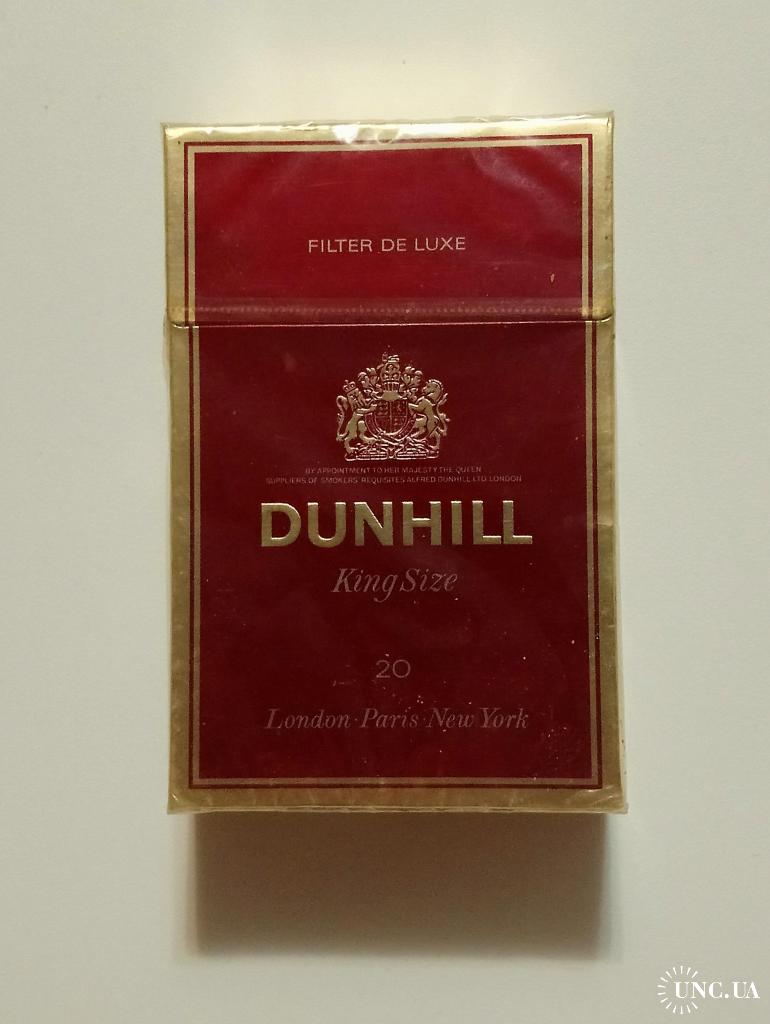 FILTER DE LUXE
BY APPOINTMENT TO HER MAJESTY THE QUEEN
SUPPLIERS OF SMOKERS' REQUISITES ALFRED DUNHILL LTD. LONDON
DUNHILL
King Size
20
London·Paris·New York
UNC.UA